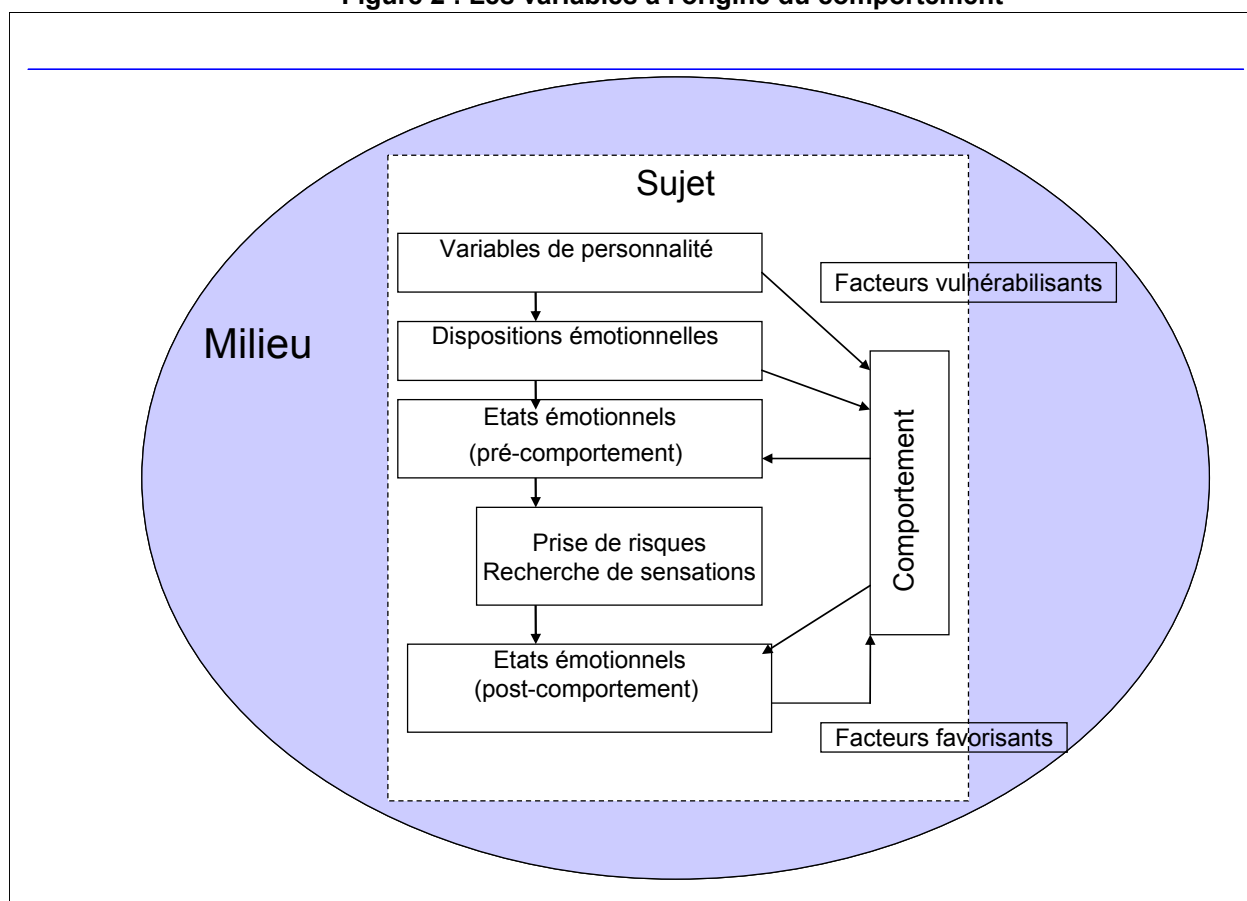 Figure 2 : Les variables à l'origine du comportement
Sujet
Variables de personnalité
Facteurs vulnérabilisants
Milieu
Dispositions émotionnelles
Etats émotionnels
(pré-comportement)
Comportement
Prise de risques
Recherche de sensations
Etats émotionnels
(post-comportement)
Facteurs favorisants